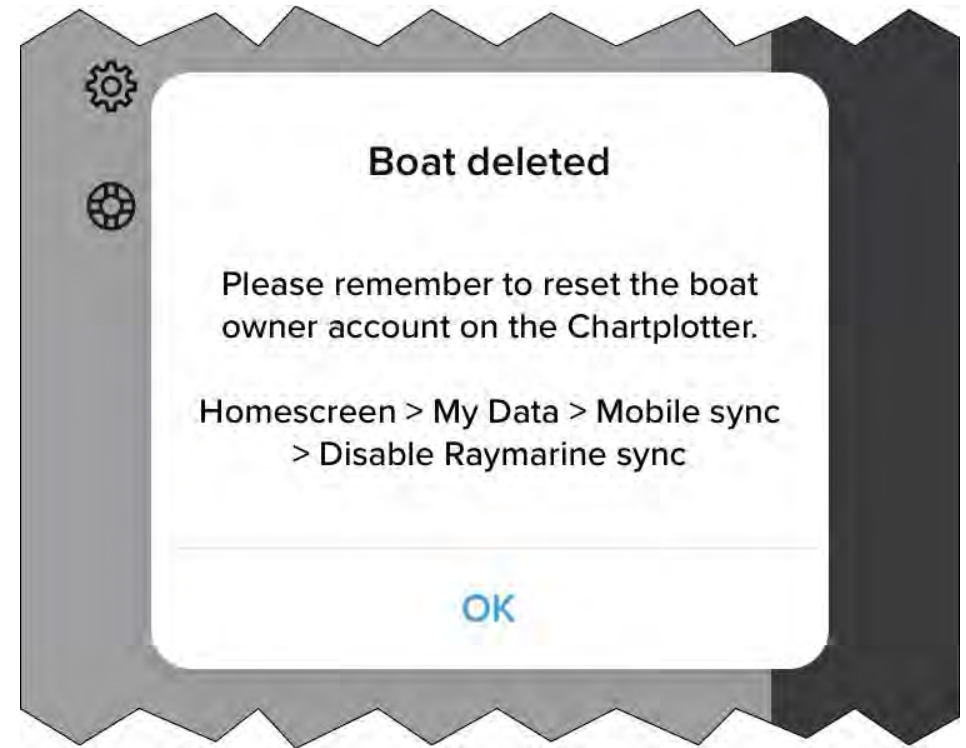 Boat deleted
Please remember to reset the boat
owner account on the Chartplotter.
Homescreen > My Data > Mobile sync
> Disable Raymarine sync
OK